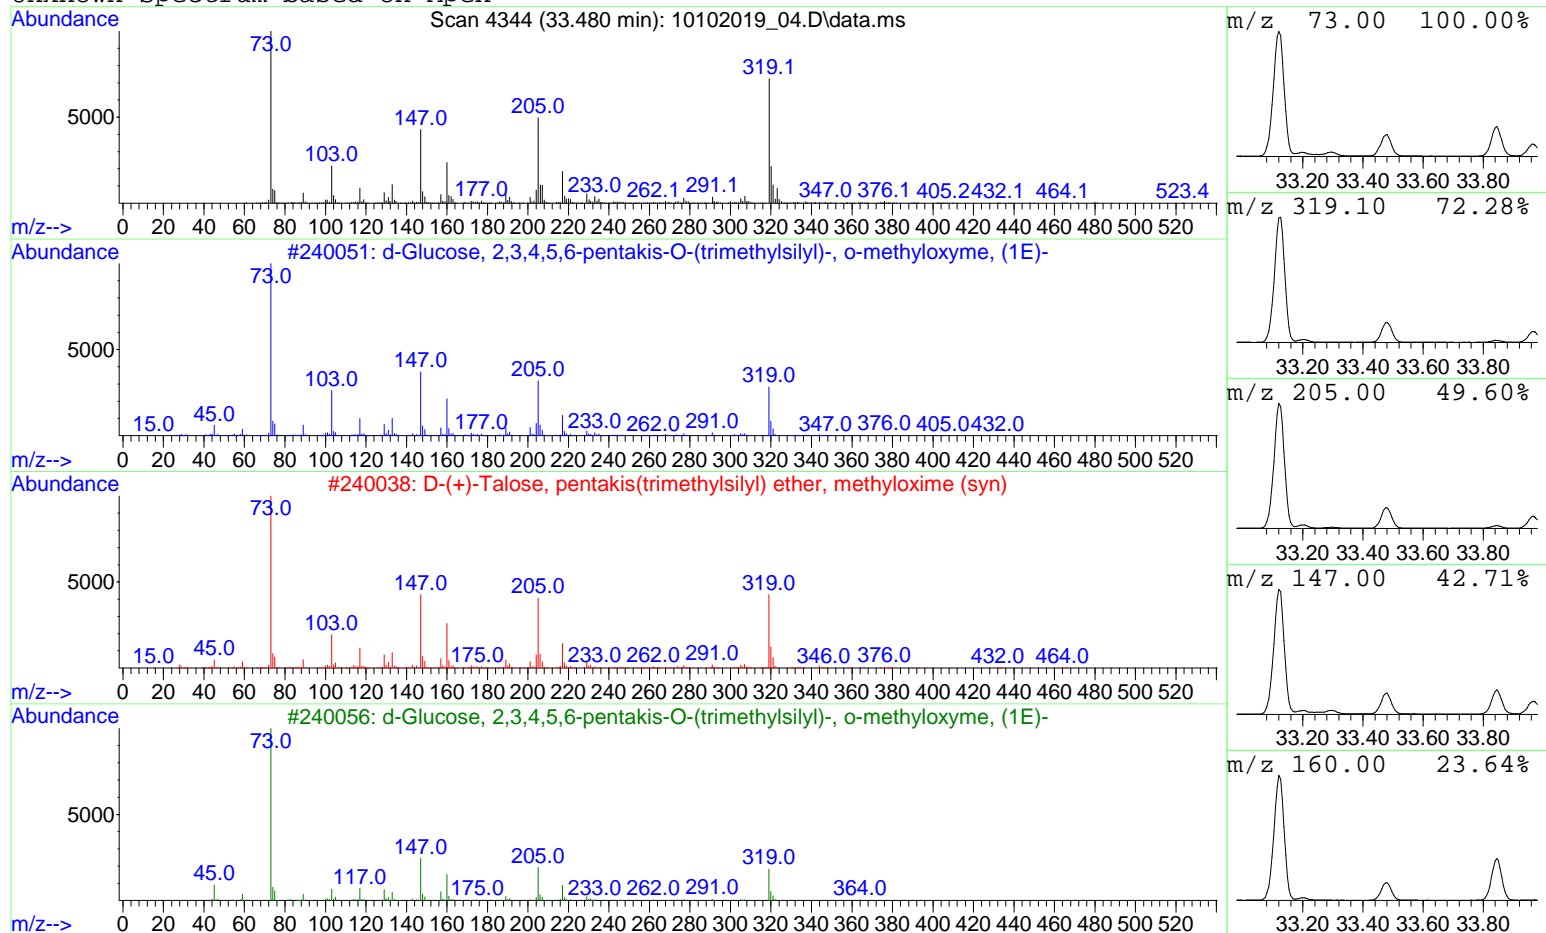 Unknown Spectrum based on Apex
Abundance
Scan 4344 (33.480 min): 10102019_04.D\data.ms
73.0
319.1
205.0
147.0
5000
103.0
177.0 233.0 262.1 291.1 347.0 376.1 405.2 432.1 464.1 523.4
0 20 40 60 80 100 120 140 160 180 200 220 240 260 280 300 320 340 360 380 400 420 440 460 480 500 520
m/z-->
Abundance
#240051: d-Glucose, 2,3,4,5,6-pentakis-O-(trimethylsilyl)-, o-methyloxyme, (1E)-
73.0
5000
147.0
205.0
319.0
103.0
15.0 45.0 177.0 233.0 262.0 291.0 347.0 376.0 405.0 432.0
0 20 40 60 80 100 120 140 160 180 200 220 240 260 280 300 320 340 360 380 400 420 440 460 480 500 520
m/z-->
Abundance
#240038: D-(+)-Talose, pentakis(trimethylsilyl) ether, methyloxime (syn)
73.0
5000
147.0 205.0 319.0
103.0
15.0 45.0 175.0 233.0 262.0 291.0 346.0 376.0 432.0 464.0
0 20 40 60 80 100 120 140 160 180 200 220 240 260 280 300 320 340 360 380 400 420 440 460 480 500 520
m/z-->
Abundance
#240056: d-Glucose, 2,3,4,5,6-pentakis-O-(trimethylsilyl)-, o-methyloxyme, (1E)-
73.0
5000
147.0
205.0 319.0
45.0 117.0 175.0 233.0 262.0 291.0 364.0
0 20 40 60 80 100 120 140 160 180 200 220 240 260 280 300 320 340 360 380 400 420 440 460 480 500 520
m/z-->
m/z 73.00 100.00%
33.20 33.40 33.60 33.80
m/z 319.10 72.28%
33.20 33.40 33.60 33.80
m/z 205.00 49.60%
33.20 33.40 33.60 33.80
m/z 147.00 42.71%
33.20 33.40 33.60 33.80
m/z 160.00 23.64%
33.20 33.40 33.60 33.80